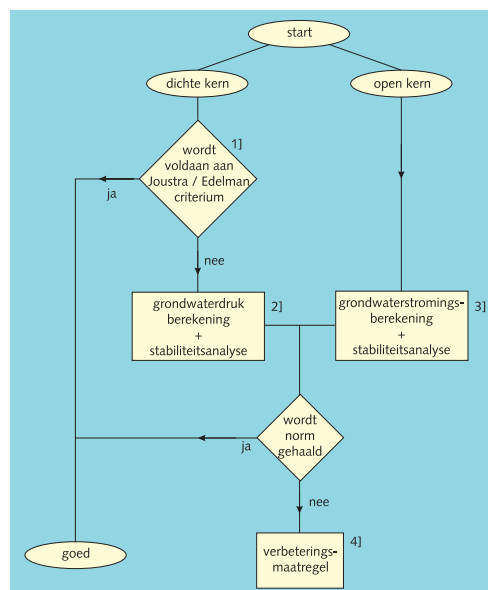 start
dichte kern
open kern
1]
wordt
voldaan aan
Joustra / Edelman
criterium
ja
nee
grondwaterdruk
berekening
+
stabiliteitsanalyse
2]
grondwaterstromings-
berekening
+
stabiliteitsanalyse
3]
wordt
norm
gehaald
ja
nee
goed
verbeterings-
maatregel
4]